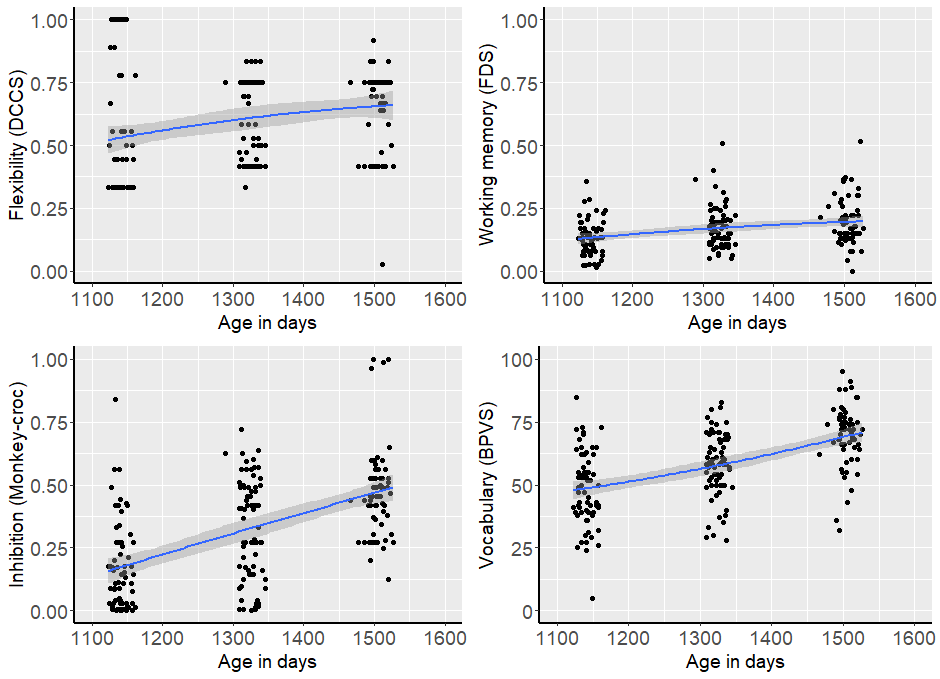 Flexibility (DCCS)
1.00
0.75
0.50
0.25
0.00
1100 1200 1300 1400 1500 1600
Age in days
Working memory (FDS)
1.00
0.75
0.50
0.25
0.00
1100 1200 1300 1400 1500 1600
Age in days
Inhibition (Monkey-croc)
1.00
0.75
0.50
0.25
0.00
1100 1200 1300 1400 1500 1600
Age in days
Vocabulary (BPVS)
100
75
50
25
0
1100 1200 1300 1400 1500 1600
Age in days